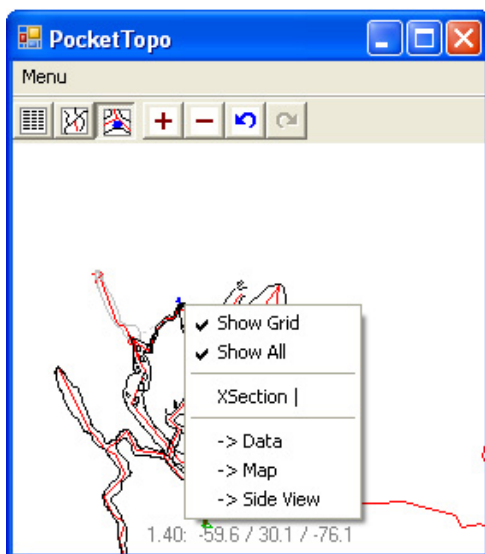 PocketTopo
Menu
Show Grid
Show All
XSection |
-> Data
-> Map
-> Side View
1.40: -59.6 / 30.1 / -76.1